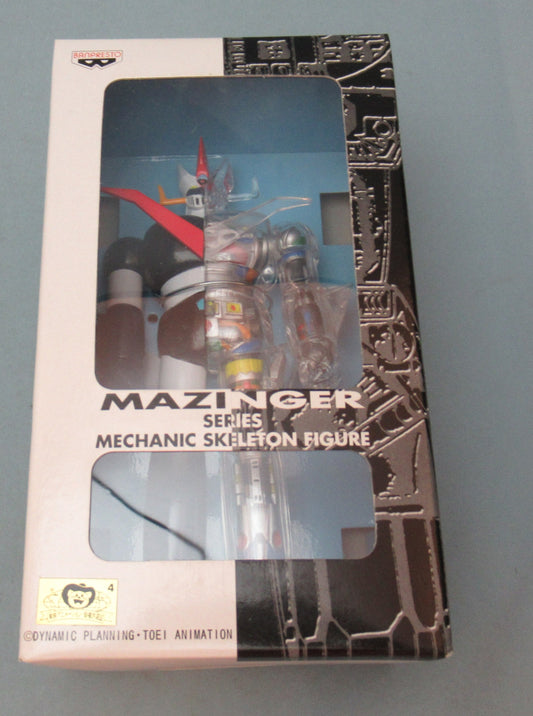 BANPRESTO
MAZINGER
SERIES
MECHANIC SKELETON FIGURE
4
©DYNAMIC PLANNING・TOEI ANIMATION